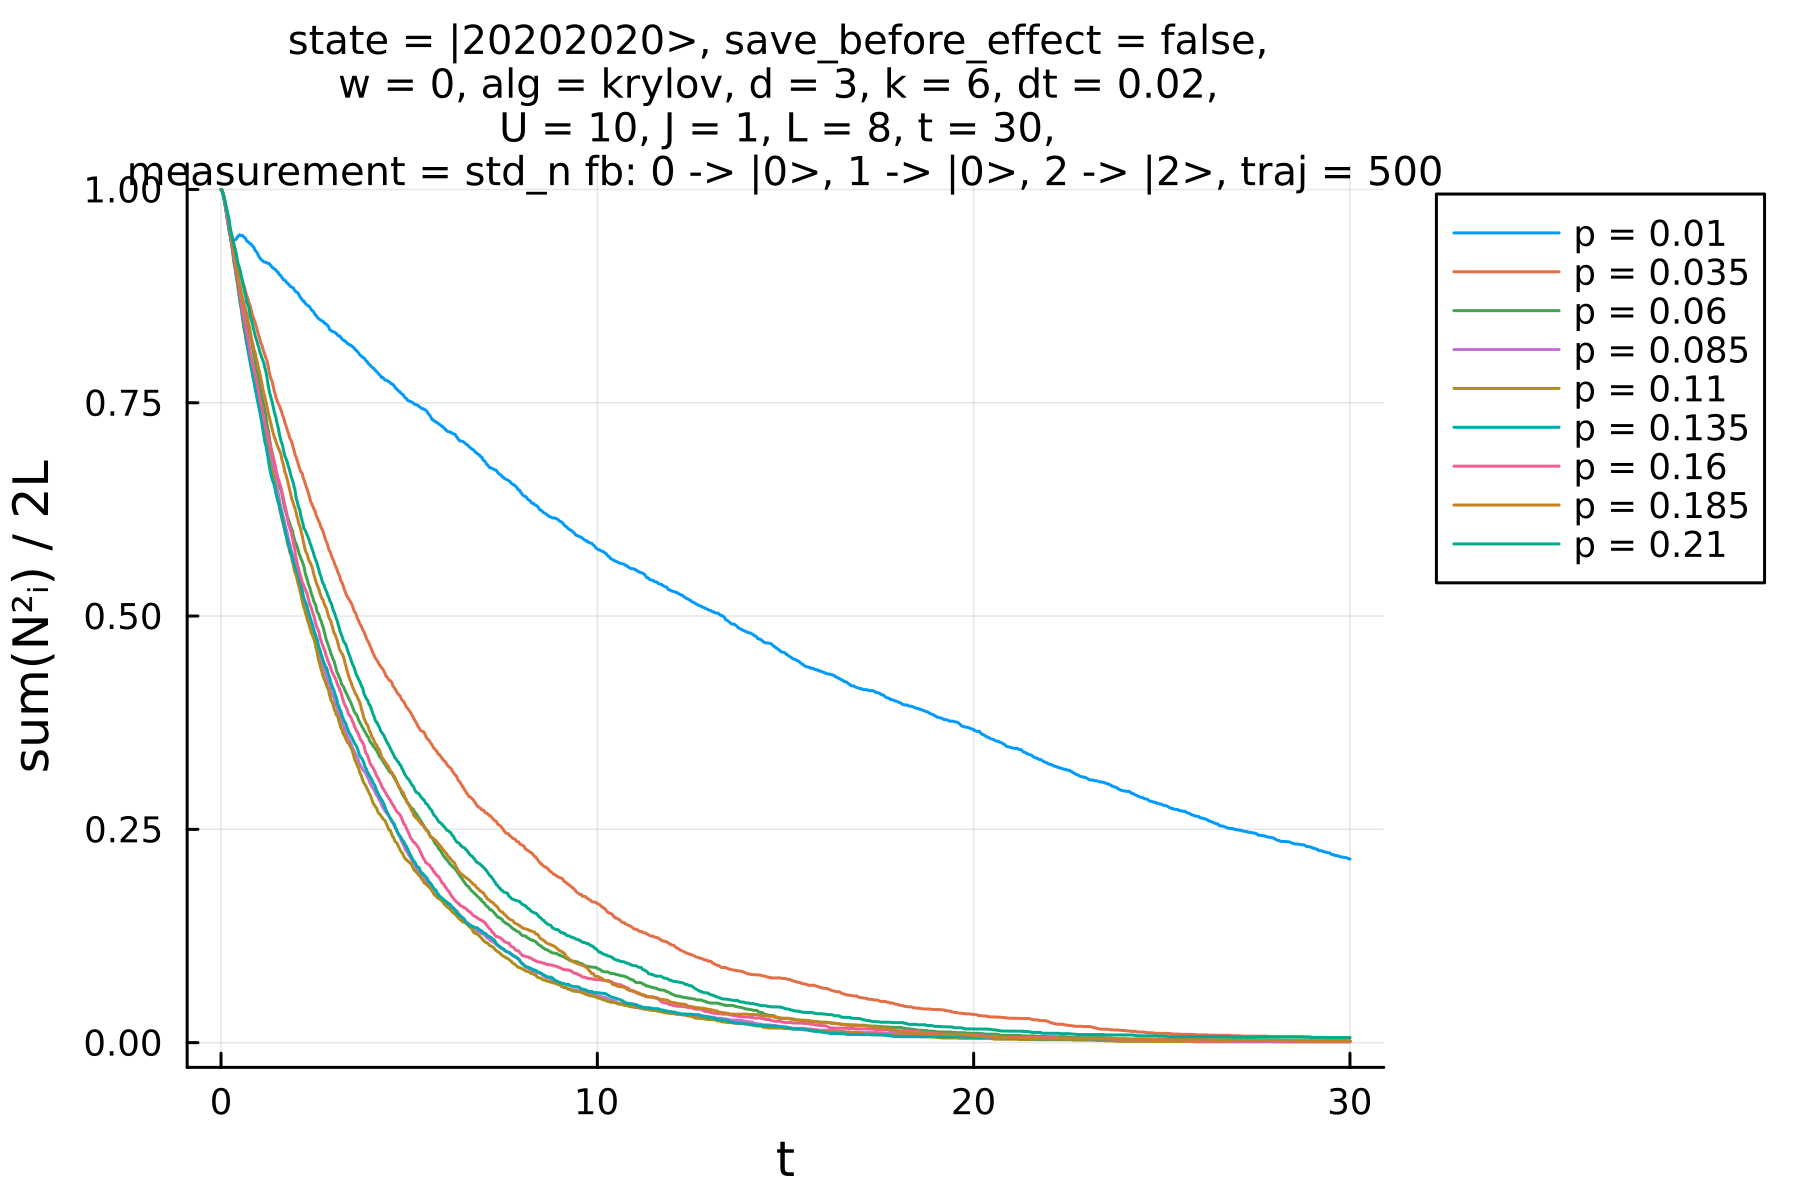 state = |20202020>, save_before_effect = false,
w = 0, alg = krylov, d = 3, k = 6, dt = 0.02,
U = 10, J = 1, L = 8, t = 30,
measurement = std_n fb: 0 -> |0>, 1 -> |0>, 2 -> |2>, traj = 500
1.00
0.75
0.50
0.25
0.00
sum(N²ᵢ) / 2L
0
10
20
30
t
p = 0.01
p = 0.035
p = 0.06
p = 0.085
p = 0.11
p = 0.135
p = 0.16
p = 0.185
p = 0.21